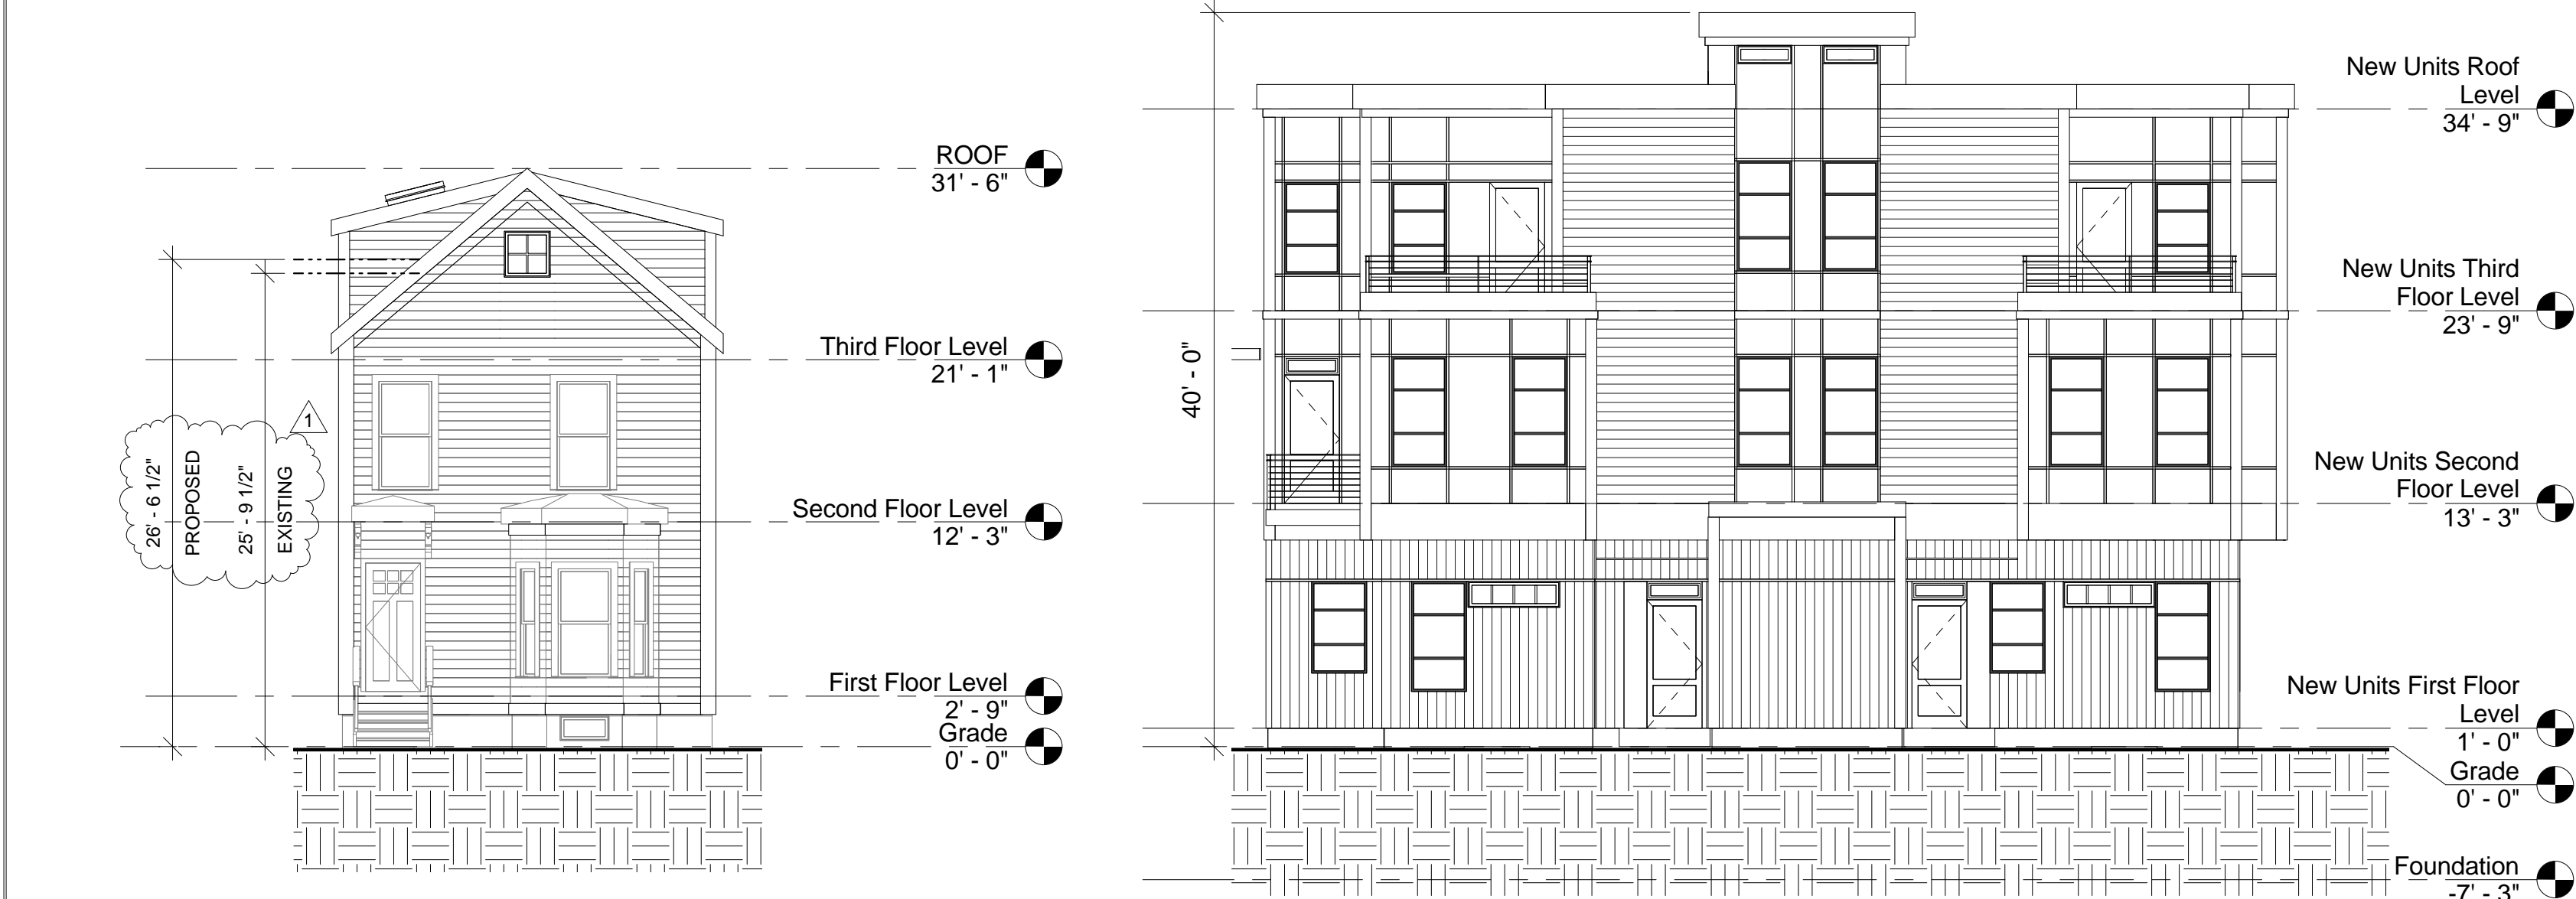 ROOF
31' - 6"
Third Floor Level
21' - 1"
1
26' - 6 1/2"
PROPOSED
25' - 9 1/2"
EXISTING
Second Floor Level
12' - 3"
First Floor Level
2' - 9"
Grade
0' - 0"
40' - 0"
New Units Roof
Level
34' - 9"
New Units Third
Floor Level
23' - 9"
New Units Second
Floor Level
13' - 3"
New Units First Floor
Level
1' - 0"
Grade
0' - 0"
Foundation
-7' - 3"